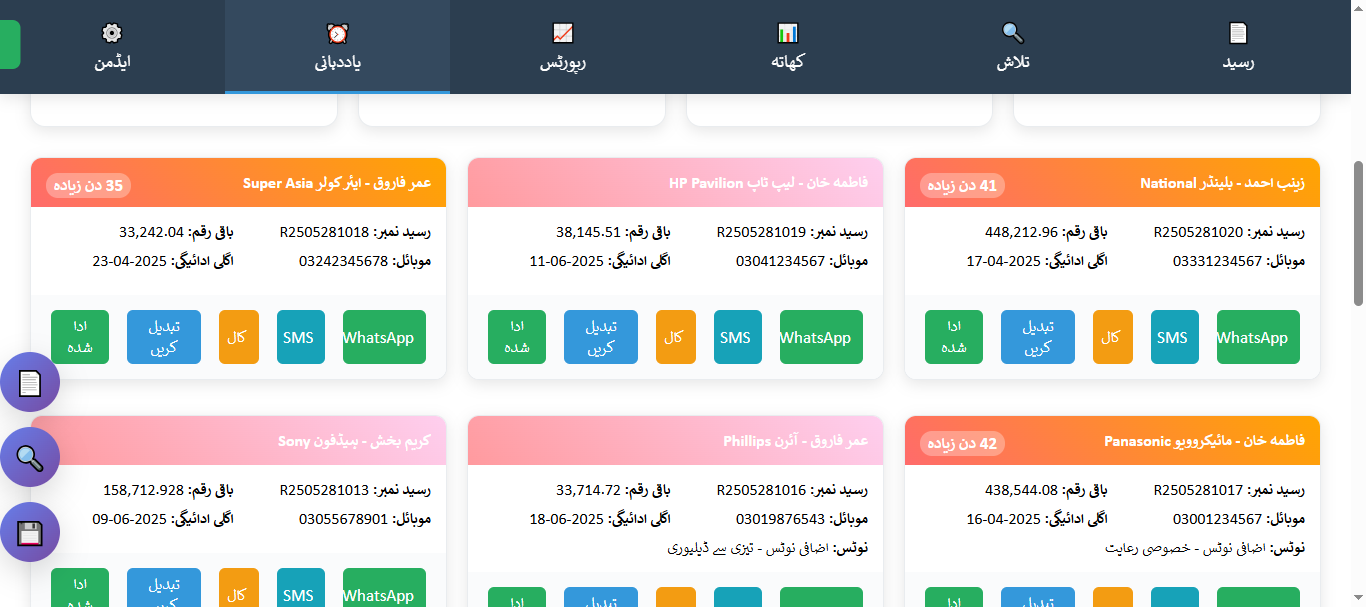 رسید
تلاش
کھاتہ
رپورٹس
یاددہانی
ایڈمن
زینب احمد - بلینڈر National
41 دن زیادہ
رسید نمبر: R2505281020
باقی رقم: 448,212.96
موبائل: 03331234567
اگلی ادائیگی: 17-04-2025
WhatsApp
SMS
کال
تبدیل
کریں
ادا
شدہ
فاطمہ خان - لیپ ٹاپ HP Pavilion
رسید نمبر: R2505281019
باقی رقم: 38,145.51
موبائل: 03041234567
اگلی ادائیگی: 11-06-2025
WhatsApp
SMS
کال
تبدیل
کریں
ادا
شدہ
عمر فاروق - ایئر کولر Super Asia
35 دن زیادہ
رسید نمبر: R2505281018
باقی رقم: 33,242.04
موبائل: 03242345678
اگلی ادائیگی: 23-04-2025
WhatsApp
SMS
کال
تبدیل
کریں
ادا
شدہ
فاطمہ خان - مائیکروویو Panasonic
42 دن زیادہ
رسید نمبر: R2505281017
باقی رقم: 438,544.08
موبائل: 03001234567
اگلی ادائیگی: 16-04-2025
نوٹس: اضافی نوٹس - خصوصی رعایت
ادا
تبدیل
عمر فاروق - آئرن Phillips
رسید نمبر: R2505281016
باقی رقم: 33,714.72
موبائل: 03019876543
اگلی ادائیگی: 18-06-2025
نوٹس: اضافی نوٹس - تیزی سے ڈیلیوری
ادا
تبدیل
کریم بخش - ہیڈفون Sony
رسید نمبر: R2505281013
باقی رقم: 158,712.928
موبائل: 03055678901
اگلی ادائیگی: 09-06-2025
WhatsApp
SMS
کال
تبدیل
کریں
ادا
شدہ